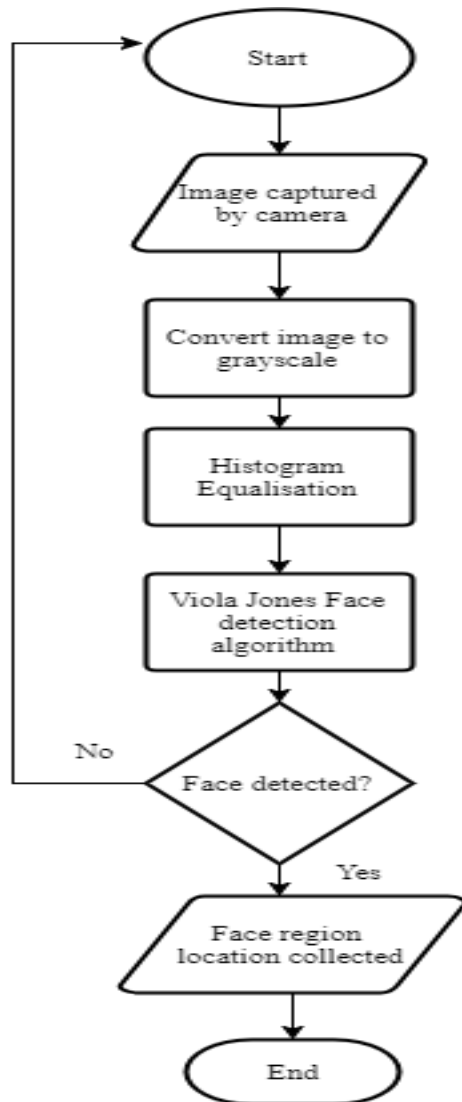 Start
Image captured
by camera
Convert image to
grayscale
Histogram
Equalisation
Viola Jones Face
detection
algorithm
No
Face detected?
Yes
Face region
location collected
End